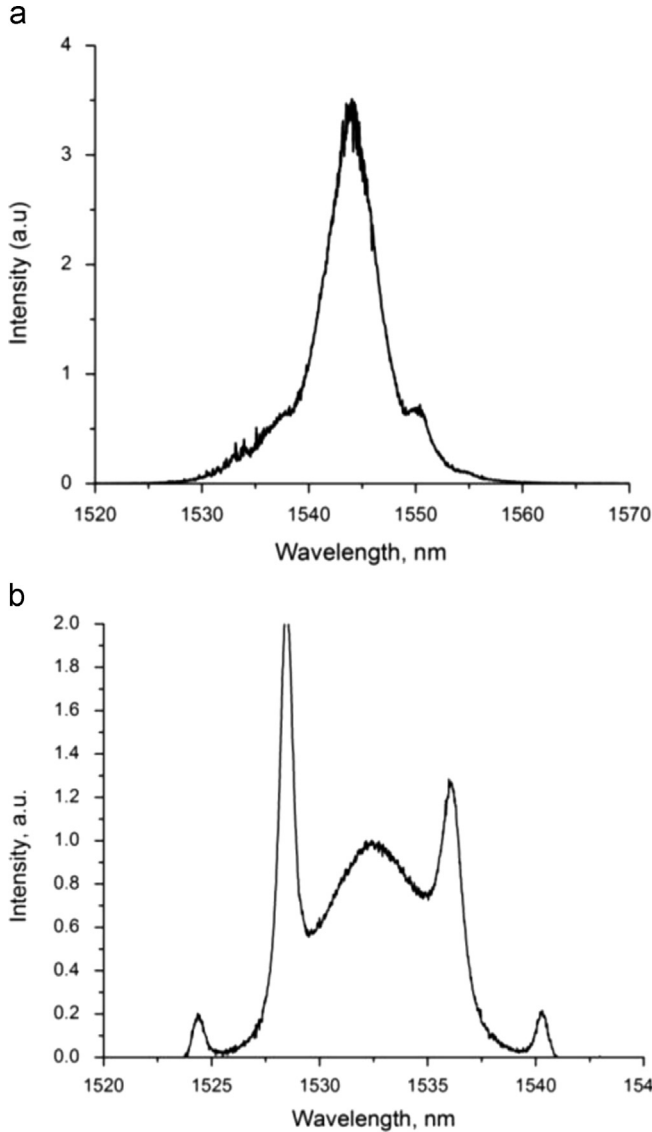 a
4
3
2
1
0
Intensity (a.u)
1520 1530 1540 1550 1560 1570
Wavelength, nm
b
2.0
1.8
1.6
1.4
1.2
1.0
0.8
0.6
0.4
0.2
0.0
Intensity, a.u.
1520 1525 1530 1535 1540 154
Wavelength, nm